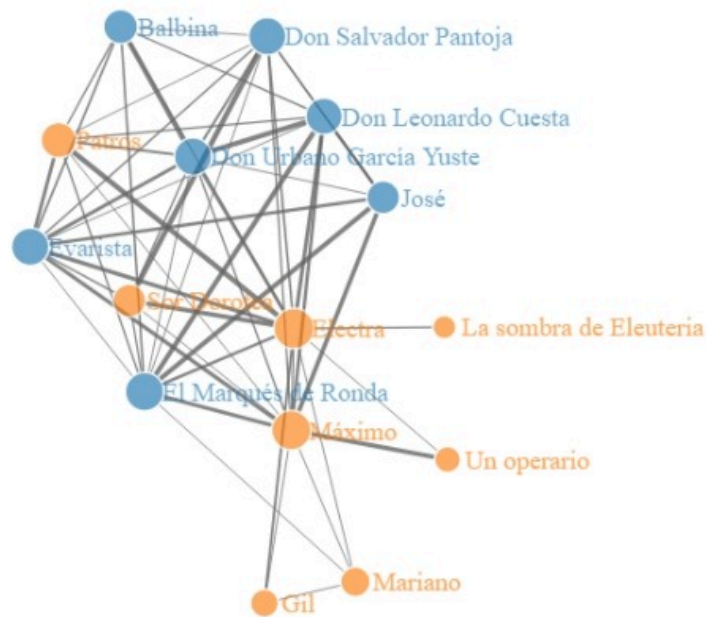 Balbina
Don Salvador Pantoja
Don Leonardo Cuesta
Patros
Don Urbano García Yuste
José
Evarista
Sor Dorotea
Electra
La sombra de Eleuteria
El Marqués de Ronda
Máximo
Un operario
Mariano
Gil